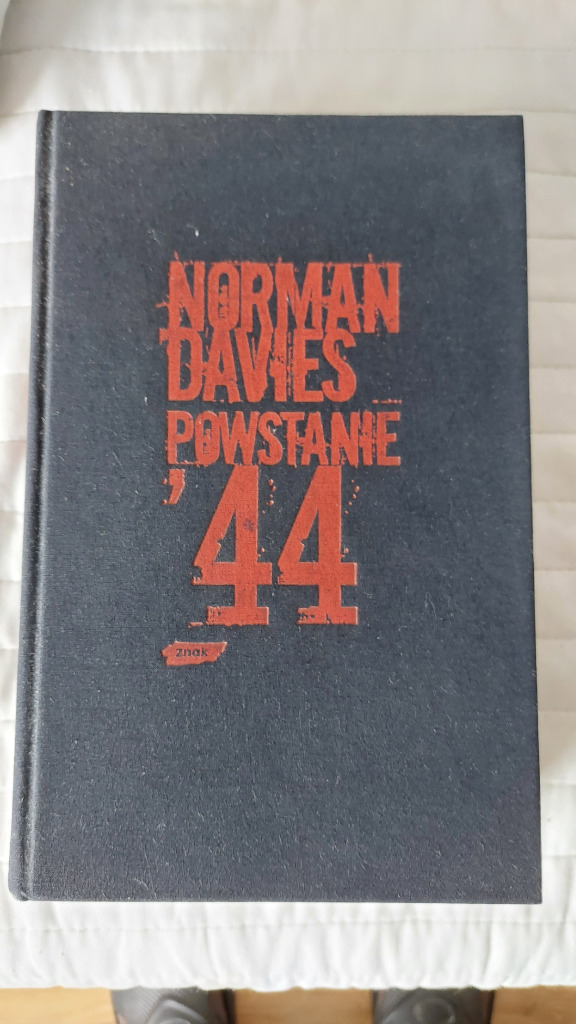 NORMAN
DAVIES
POWSTANIE
'44
znak